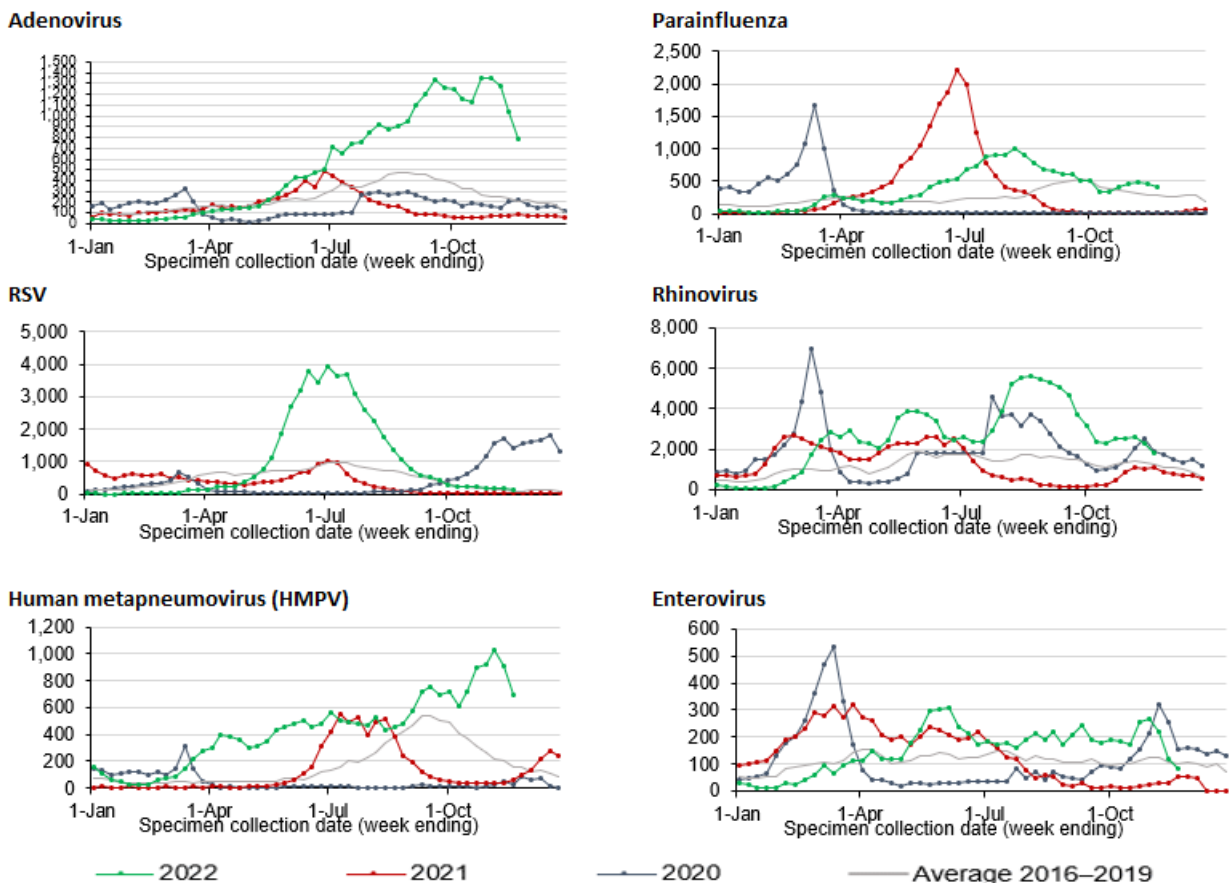 Adenovirus
1,500
1,400
1,300
1,200
1,100
1,000
900
800
700
600
500
400
300
200
100
0
1-Jan 1-Apr 1-Jul 1-Oct
Specimen collection date (week ending)
Parainfluenza
2,500
2,000
1,500
1,000
500
0
1-Jan 1-Apr 1-Jul 1-Oct
Specimen collection date (week ending)
RSV
5,000
4,000
3,000
2,000
1,000
0
1-Jan 1-Apr 1-Jul 1-Oct
Specimen collection date (week ending)
Rhinovirus
8,000
6,000
4,000
2,000
0
1-Jan 1-Apr 1-Jul 1-Oct
Specimen collection date (week ending)
Human metapneumovirus (HMPV)
1,200
1,000
800
600
400
200
0
1-Jan 1-Apr 1-Jul 1-Oct
Specimen collection date (week ending)
Enterovirus
600
500
400
300
200
100
0
1-Jan 1-Apr 1-Jul 1-Oct
Specimen collection date (week ending)
2022 2021 2020 Average 2016–2019